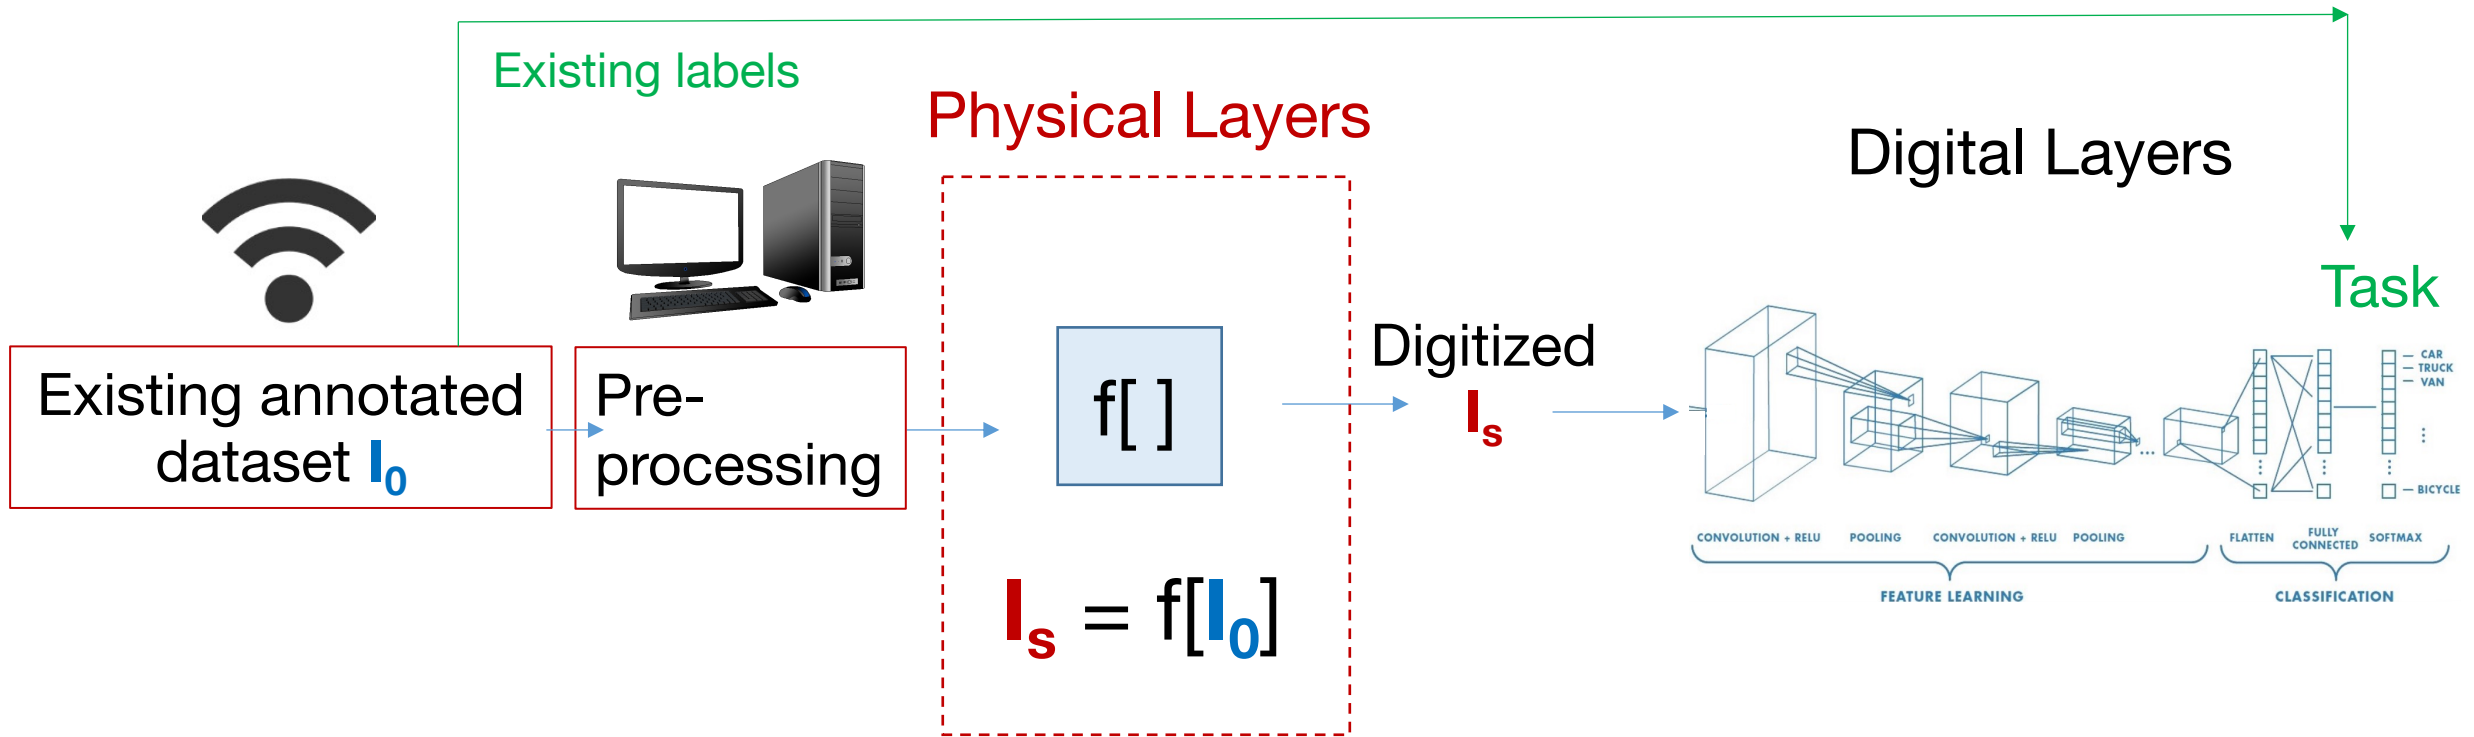 Existing labels
Physical Layers
Digital Layers
Task
Existing annotated
dataset I0
Pre-
processing
f[ ]
Is = f[I0]
Digitized
Is
CAR
TRUCK
VAN
BICYCLE
CONVOLUTION + RELU
POOLING
CONVOLUTION + RELU
POOLING
FLATTEN
FULLY
CONNECTED
SOFTMAX
FEATURE LEARNING
CLASSIFICATION